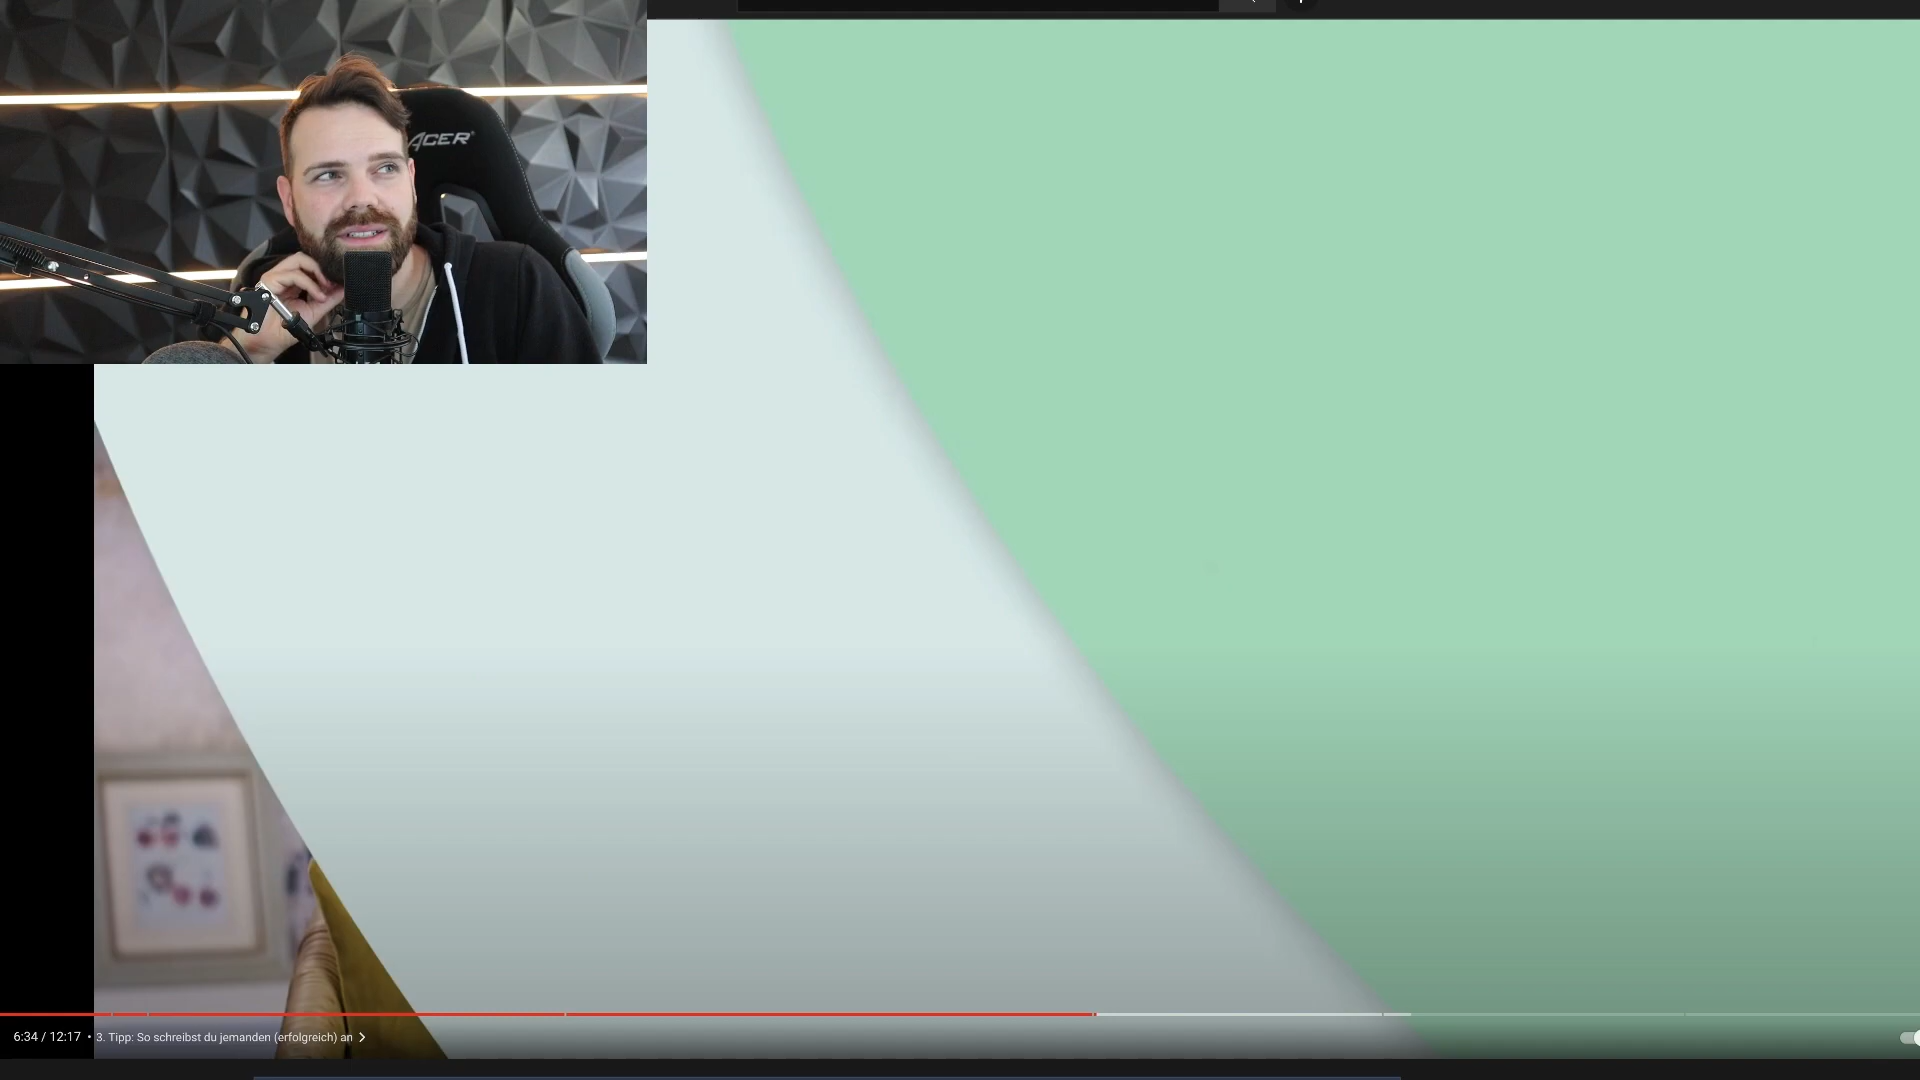 ACER
6:34 / 12:17 • 3. Tipp: So schreibst du jemanden (erfolgreich) an